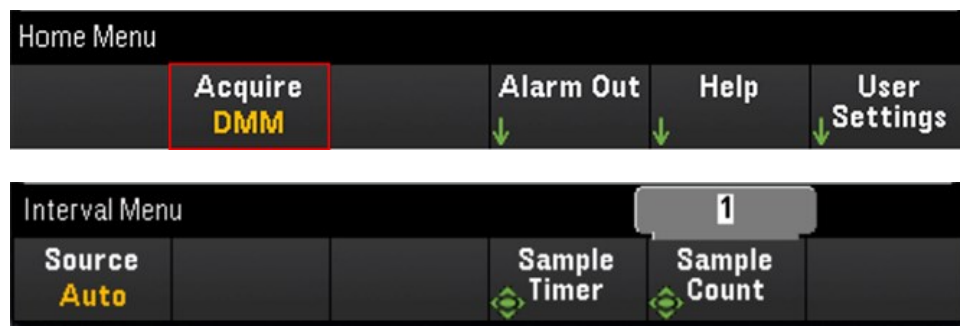 Home Menu
Acquire
DMM
Alarm Out
Help
User
Settings
Interval Menu
1
Source
Auto
Sample
Timer
Sample
Count